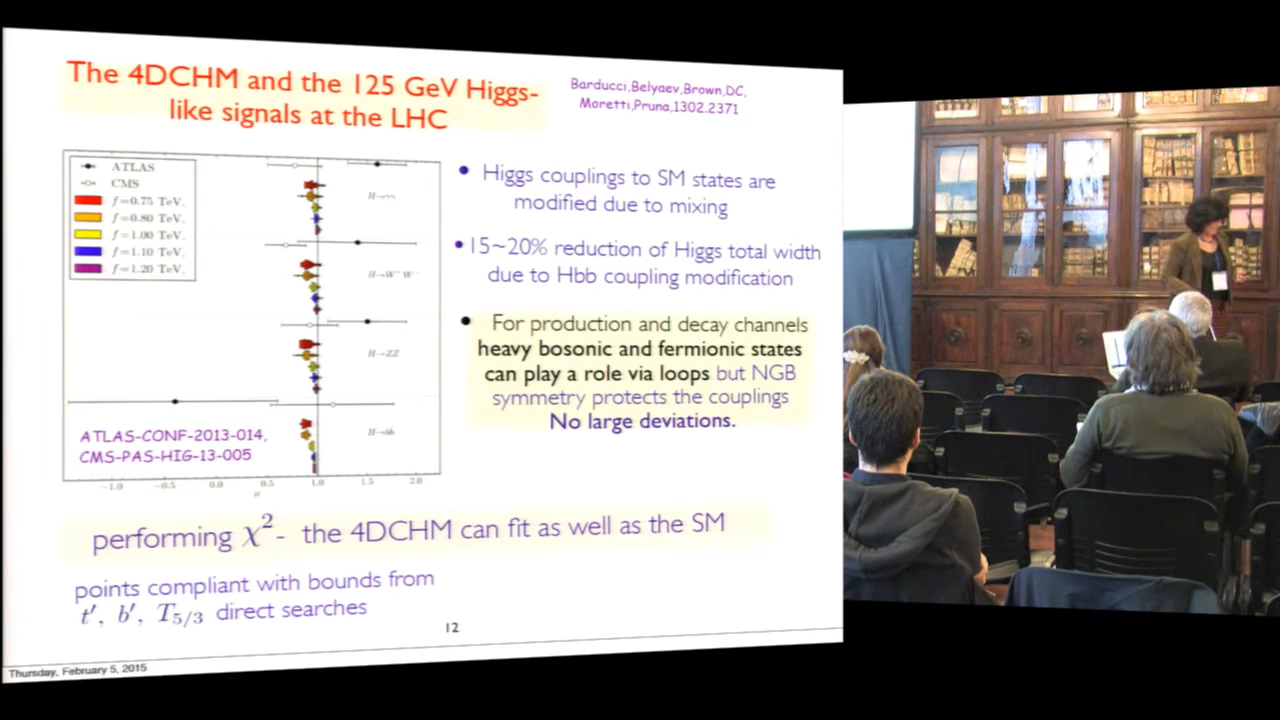 The 4DCHM and the 125 GeV Higgs-
like signals at the LHC
Barducci,Belyaev,Brown,DC,
Moretti,Pruna,1302.2371
ATLAS
CMS
f=0.75 TeV.
f=0.80 TeV.
f=1.00 TeV.
f=1.10 TeV.
f=1.20 TeV.
H→γγ
H→W⁺W⁻
H→ZZ
H→bb
ATLAS-CONF-2013-014,
CMS-PAS-HIG-13-005
-1.0 -0.5 0.0 0.5 1.0 1.5 2.0
μ
• Higgs couplings to SM states are
modified due to mixing
• 15~20% reduction of Higgs total width
due to Hbb coupling modification
• For production and decay channels
heavy bosonic and fermionic states
can play a role via loops but NGB
symmetry protects the couplings
No large deviations.
performing χ²- the 4DCHM can fit as well as the SM
points compliant with bounds from
t′, b′, T5/3 direct searches
12
Thursday, February 5, 2015